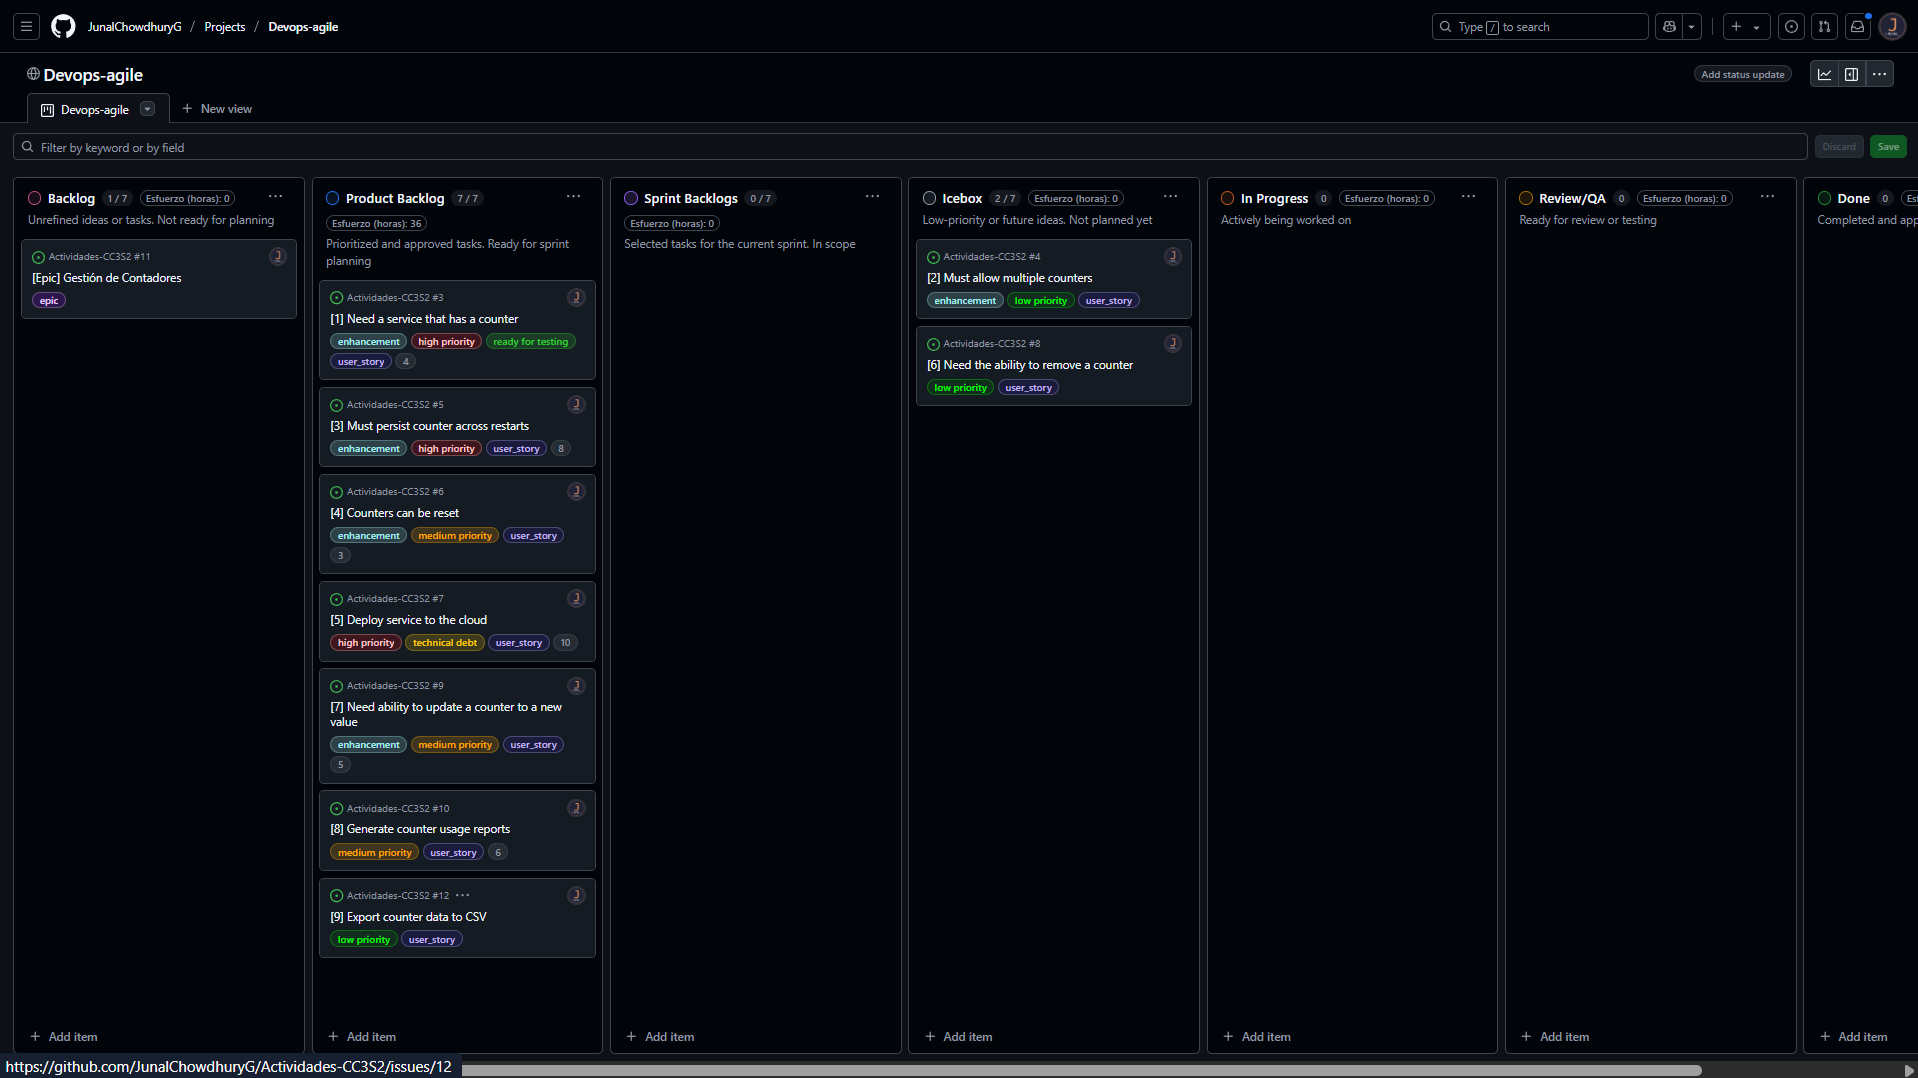 JunalChowdhuryG / Projects / Devops-agile
Type / to search
Devops-agile
Add status update
Devops-agile
New view
Filter by keyword or by field
Discard
Save
Backlog 1 / 7 Esfuerzo (horas): 0
Unrefined ideas or tasks. Not ready for planning
Actividades-CC3S2 #11
[Epic] Gestión de Contadores
epic
Add item
Product Backlog 7 / 7
Esfuerzo (horas): 36
Prioritized and approved tasks. Ready for sprint
planning
Actividades-CC3S2 #3
[1] Need a service that has a counter
enhancement high priority ready for testing
user_story 4
Actividades-CC3S2 #5
[3] Must persist counter across restarts
enhancement high priority user_story 8
Actividades-CC3S2 #6
[4] Counters can be reset
enhancement medium priority user_story
3
Actividades-CC3S2 #7
[5] Deploy service to the cloud
high priority technical debt user_story 10
Actividades-CC3S2 #9
[7] Need ability to update a counter to a new
value
enhancement medium priority user_story
5
Actividades-CC3S2 #10
[8] Generate counter usage reports
medium priority user_story 6
Actividades-CC3S2 #12
[9] Export counter data to CSV
low priority user_story
Add item
Sprint Backlogs 0 / 7
Esfuerzo (horas): 0
Selected tasks for the current sprint. In scope
Add item
Icebox 2 / 7 Esfuerzo (horas): 0
Low-priority or future ideas. Not planned yet
Actividades-CC3S2 #4
[2] Must allow multiple counters
enhancement low priority user_story
Actividades-CC3S2 #8
[6] Need the ability to remove a counter
low priority user_story
Add item
In Progress 0 Esfuerzo (horas): 0
Actively being worked on
Add item
Review/QA 0 Esfuerzo (horas): 0
Ready for review or testing
Add item
Done 0 Es
Completed and app
Add item
https://github.com/JunalChowdhuryG/Actividades-CC3S2/issues/12